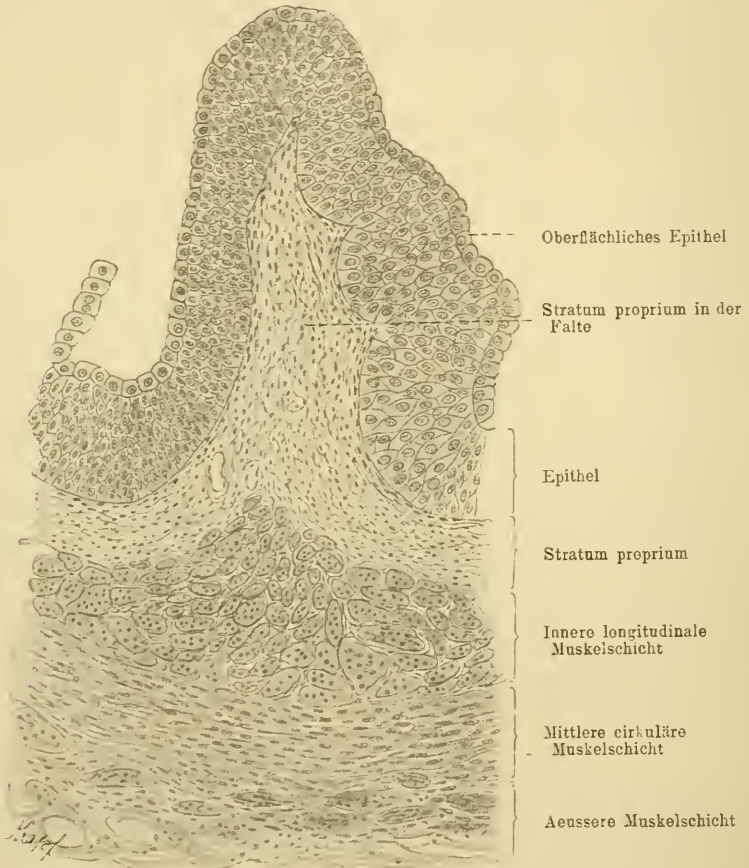 Oberflächliches Epithel
Stratum proprium in der
Falte
Epithel
Stratum proprium
Innere longitudinale
Muskelschicht
Mittlere cirkuläre
Muskelschicht
Aeussere Muskelschicht